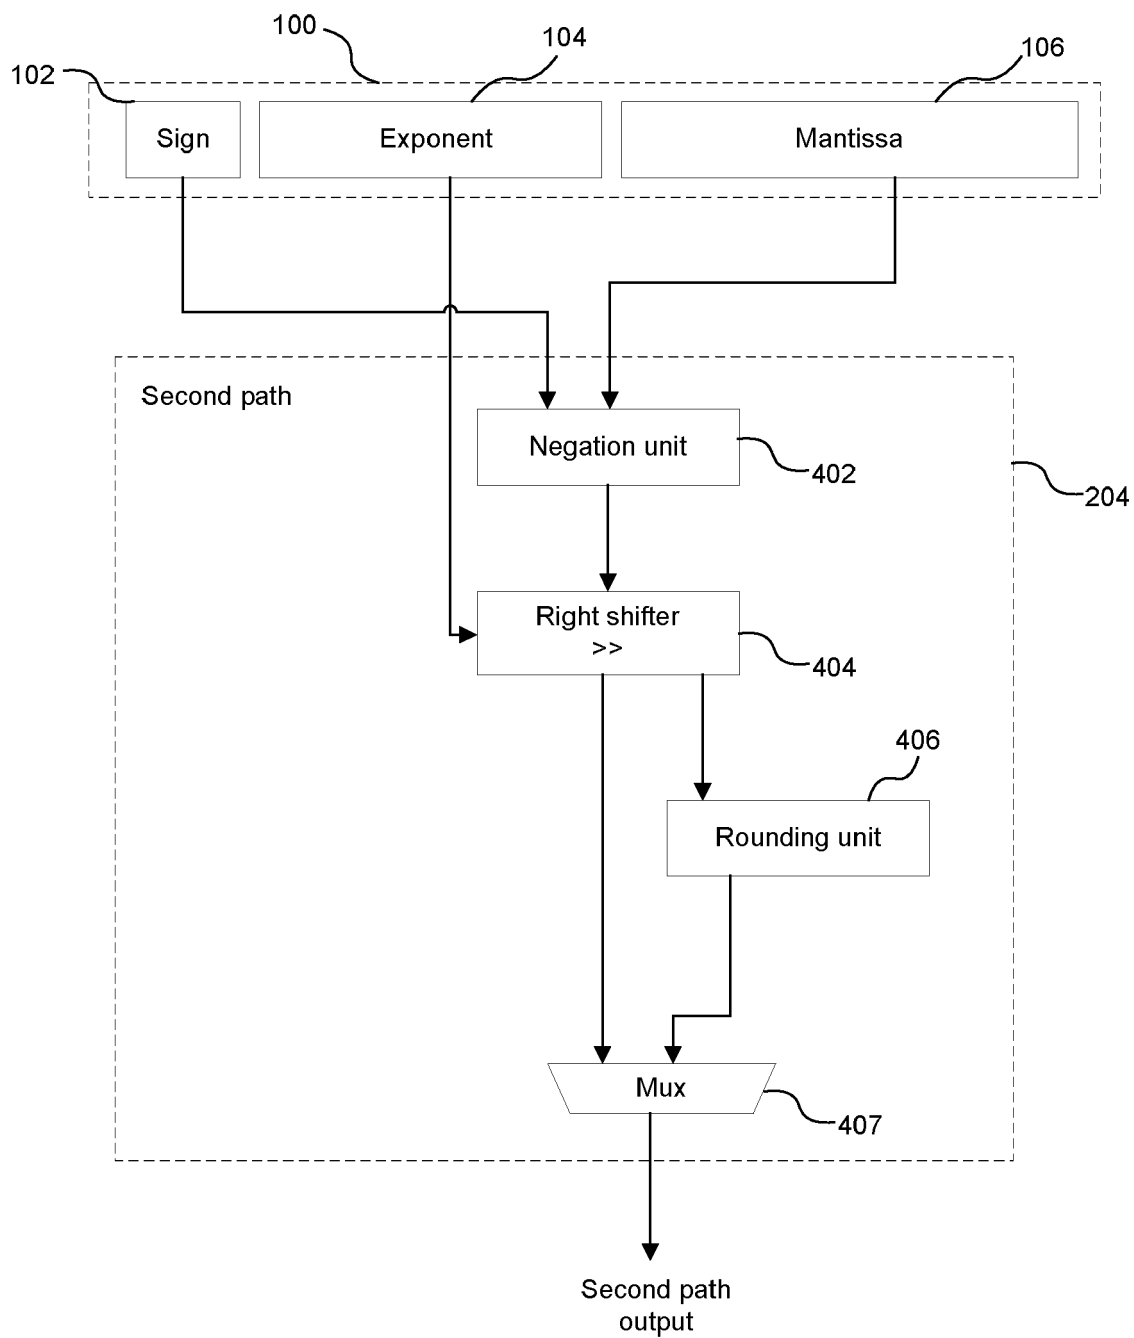 100
104
106
102
Sign
Exponent
Mantissa
Second path
Negation unit
402
204
Right shifter
>>
404
406
Rounding unit
Mux
407
Second path
output